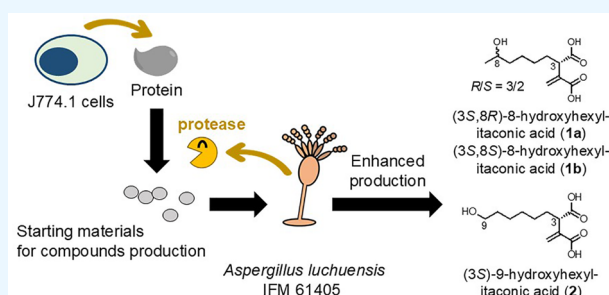 J774.1 cells
Protein
protease
Starting materials
for compounds production
Aspergillus luchuensis
IFM 61405
Enhanced
production
OH
8
3
OH
O
O
OH
R/S = 3/2
(3S,8R)-8-hydroxyhexyl-
itaconic acid (1a)
(3S,8S)-8-hydroxyhexyl-
itaconic acid (1b)
HO
9
3
OH
O
O
OH
(3S)-9-hydroxyhexyl-
itaconic acid (2)